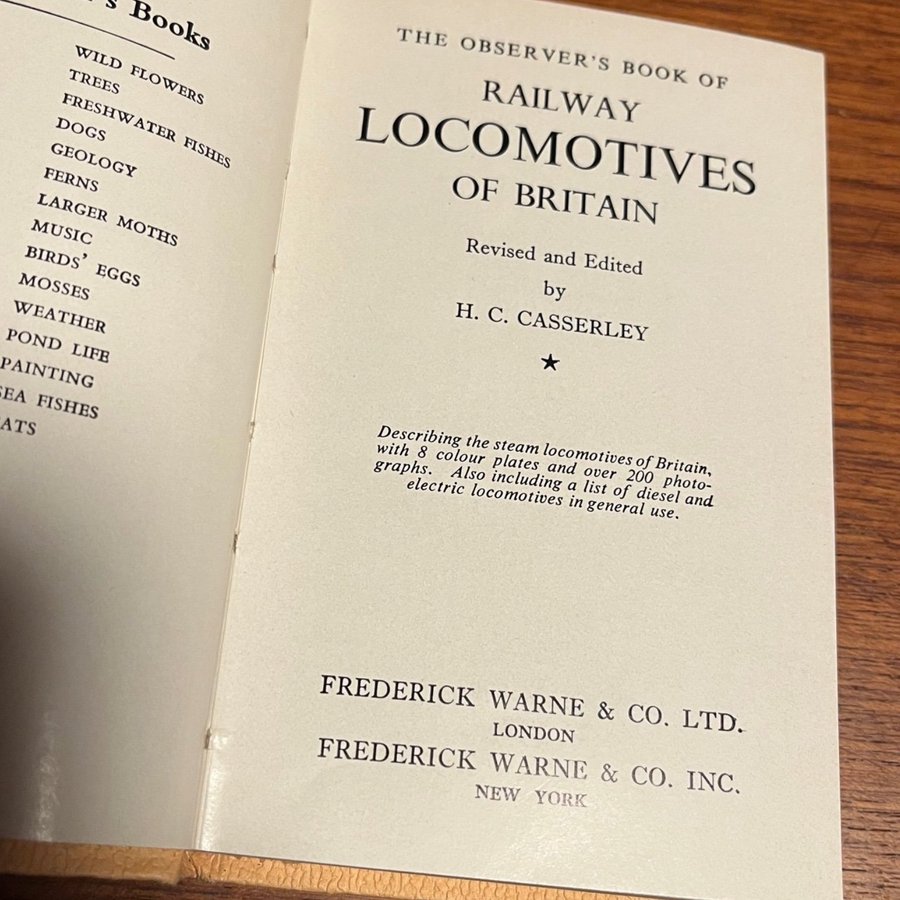 's Books
WILD FLOWERS
TREES
FRESHWATER FISHES
DOGS
GEOLOGY
FERNS
LARGER MOTHS
MUSIC
BIRDS' EGGS
MOSSES
WEATHER
POND LIFE
PAINTING
SEA FISHES
ATS
THE OBSERVER'S BOOK OF
RAILWAY
LOCOMOTIVES
OF BRITAIN
Revised and Edited
by
H. C. CASSERLEY
Describing the steam locomotives of Britain,
with 8 colour plates and over 200 photo-
graphs. Also including a list of diesel and
electric locomotives in general use.
FREDERICK WARNE & CO. LTD.
LONDON
FREDERICK WARNE & CO. INC.
NEW YORK